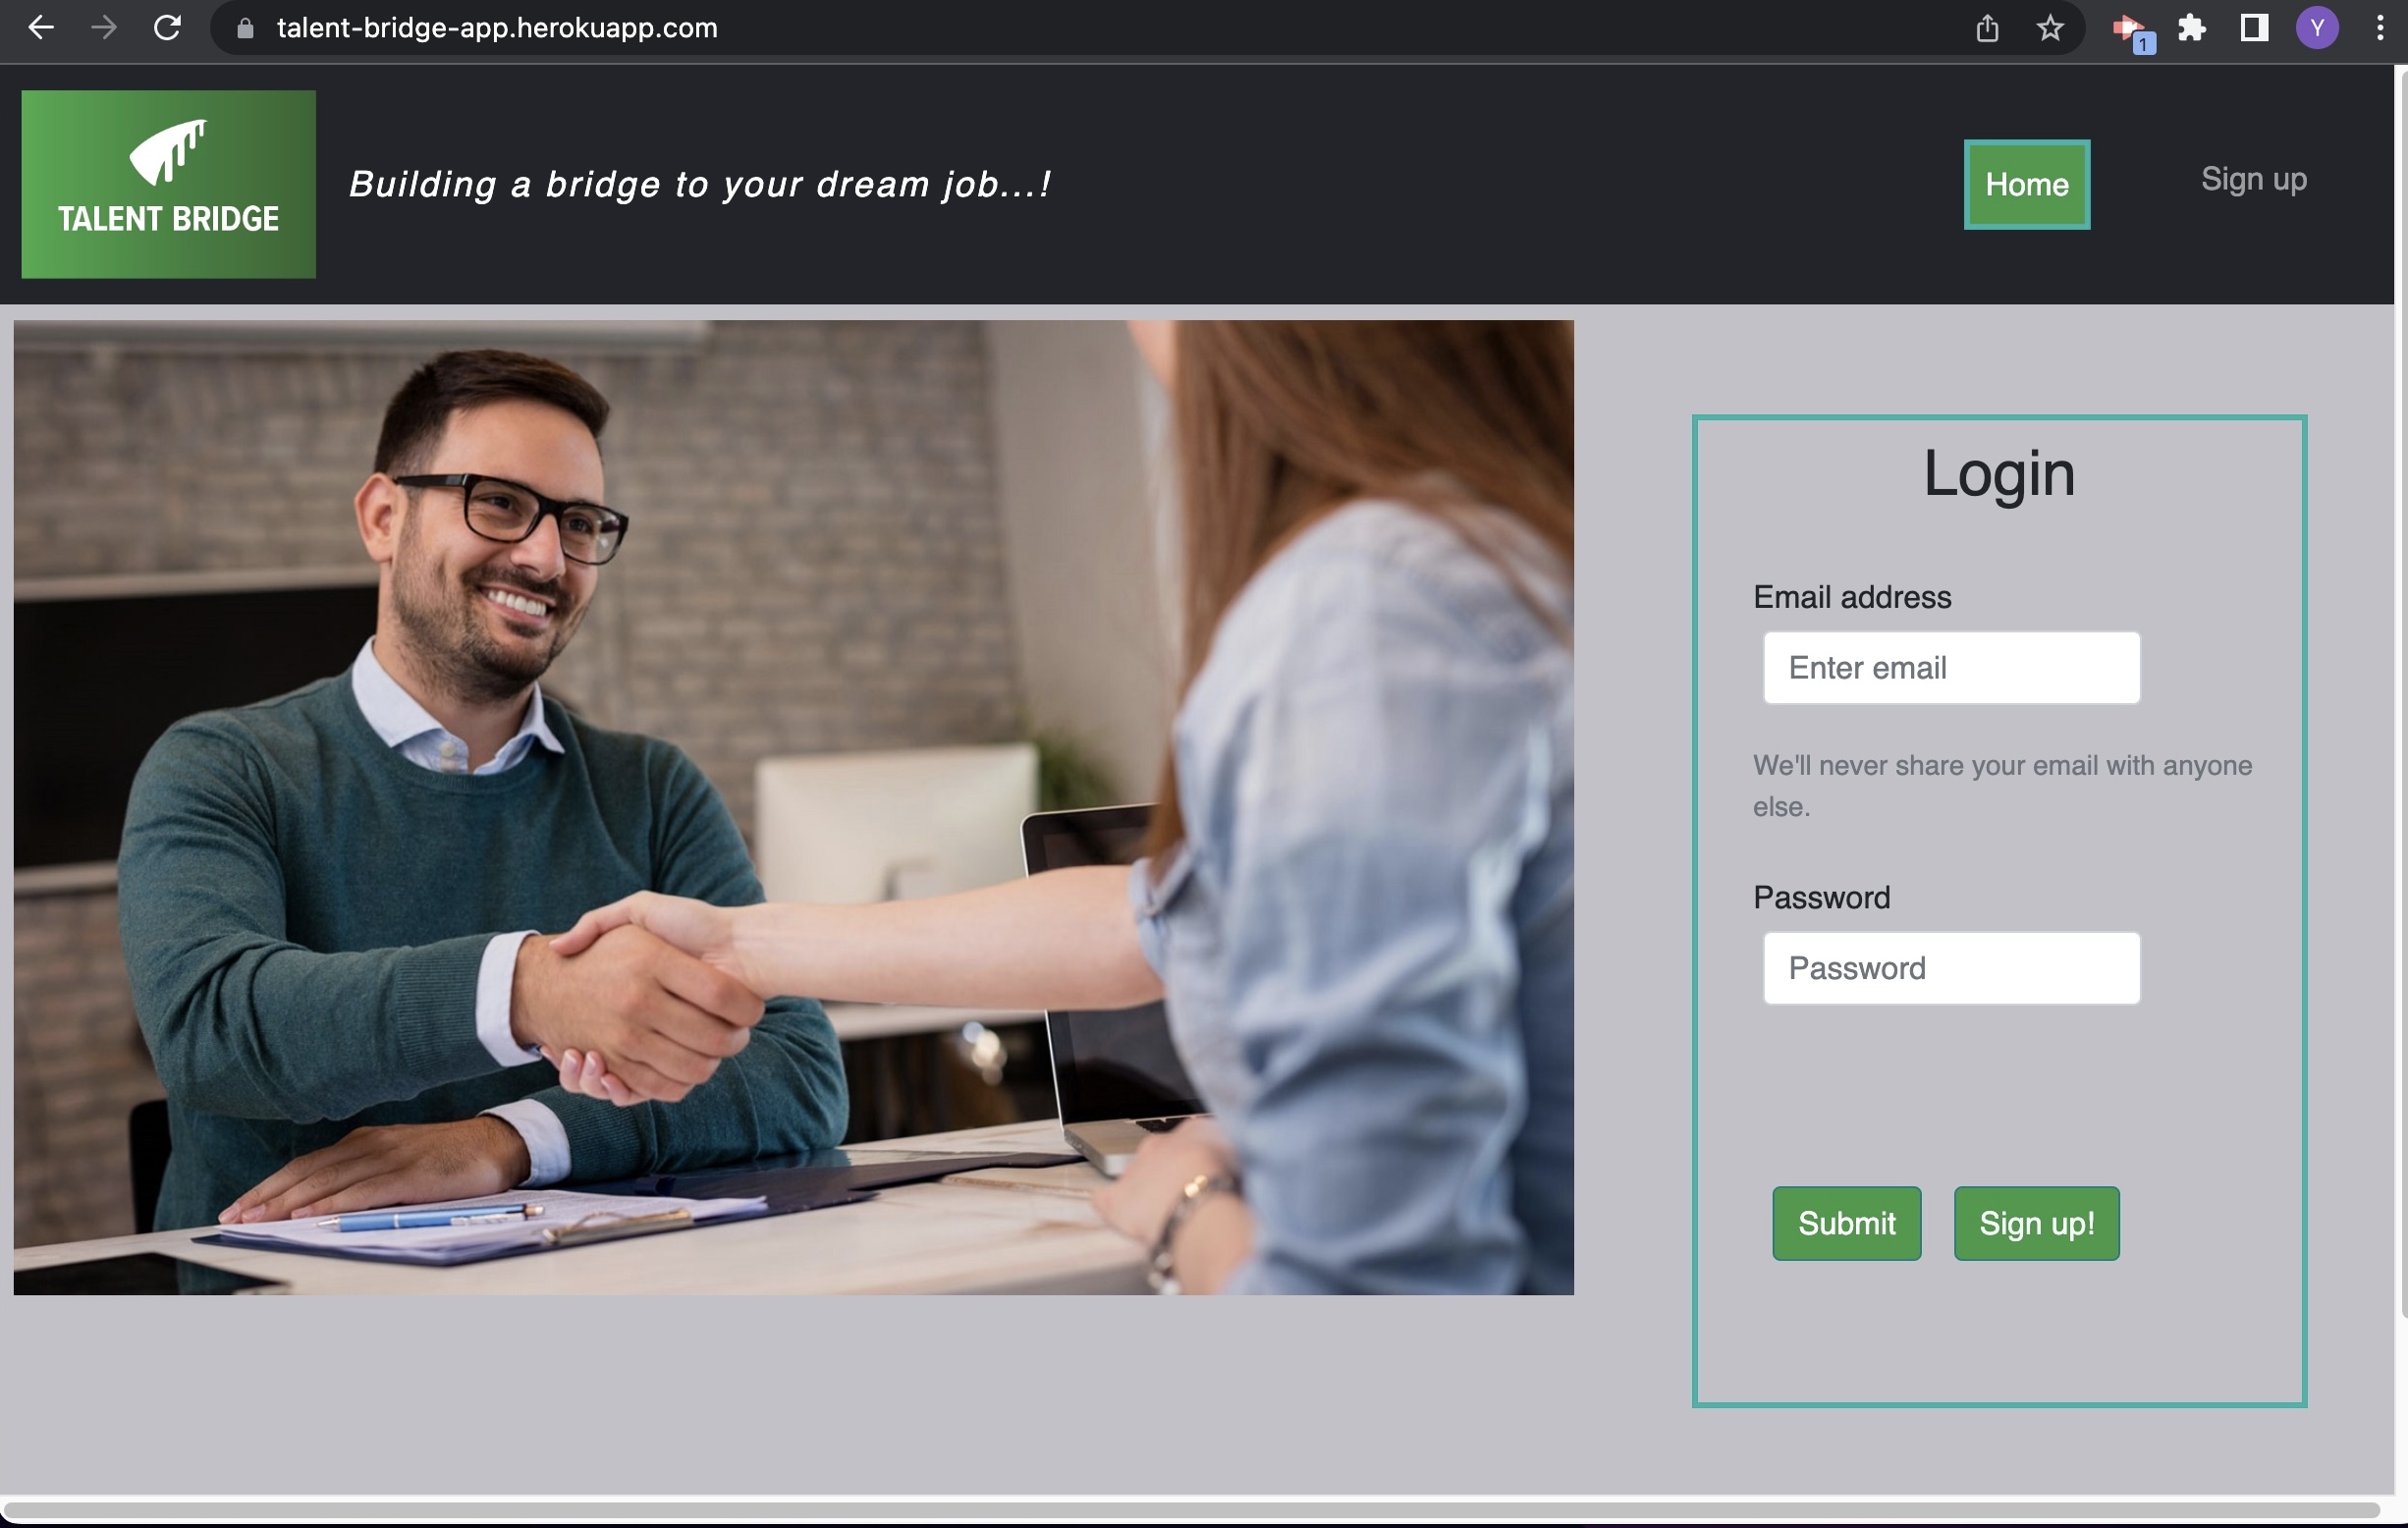 talent-bridge-app.herokuapp.com
1
Y
TALENT BRIDGE
Building a bridge to your dream job...!
Home
Sign up
Login
Email address
Enter email
We'll never share your email with anyone
else.
Password
Password
Submit
Sign up!